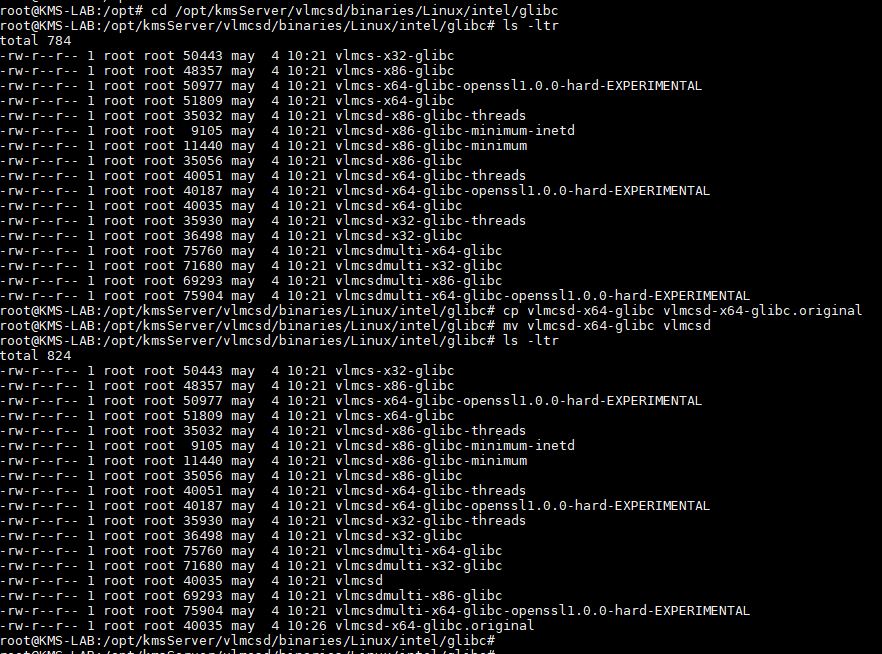 root@KMS-LAB:/opt# cd /opt/kmsServer/vlmcsd/binaries/Linux/intel/glibc
root@KMS-LAB:/opt/kmsServer/vlmcsd/binaries/Linux/intel/glibc# ls -ltr
total 784
-rw-r--r-- 1 root root 50443 may  4 10:21 vlmcs-x32-glibc
-rw-r--r-- 1 root root 48357 may  4 10:21 vlmcs-x86-glibc
-rw-r--r-- 1 root root 50977 may  4 10:21 vlmcs-x64-glibc-openssl1.0.0-hard-EXPERIMENTAL
-rw-r--r-- 1 root root 51809 may  4 10:21 vlmcs-x64-glibc
-rw-r--r-- 1 root root 35032 may  4 10:21 vlmcsd-x86-glibc-threads
-rw-r--r-- 1 root root  9105 may  4 10:21 vlmcsd-x86-glibc-minimum-inetd
-rw-r--r-- 1 root root 11440 may  4 10:21 vlmcsd-x86-glibc-minimum
-rw-r--r-- 1 root root 35056 may  4 10:21 vlmcsd-x86-glibc
-rw-r--r-- 1 root root 40051 may  4 10:21 vlmcsd-x64-glibc-threads
-rw-r--r-- 1 root root 40187 may  4 10:21 vlmcsd-x64-glibc-openssl1.0.0-hard-EXPERIMENTAL
-rw-r--r-- 1 root root 40035 may  4 10:21 vlmcsd-x64-glibc
-rw-r--r-- 1 root root 35930 may  4 10:21 vlmcsd-x32-glibc-threads
-rw-r--r-- 1 root root 36498 may  4 10:21 vlmcsd-x32-glibc
-rw-r--r-- 1 root root 75760 may  4 10:21 vlmcsdmulti-x64-glibc
-rw-r--r-- 1 root root 71680 may  4 10:21 vlmcsdmulti-x32-glibc
-rw-r--r-- 1 root root 69293 may  4 10:21 vlmcsdmulti-x86-glibc
-rw-r--r-- 1 root root 75904 may  4 10:21 vlmcsdmulti-x64-glibc-openssl1.0.0-hard-EXPERIMENTAL
root@KMS-LAB:/opt/kmsServer/vlmcsd/binaries/Linux/intel/glibc# cp vlmcsd-x64-glibc vlmcsd-x64-glibc.original
root@KMS-LAB:/opt/kmsServer/vlmcsd/binaries/Linux/intel/glibc# mv vlmcsd-x64-glibc vlmcsd
root@KMS-LAB:/opt/kmsServer/vlmcsd/binaries/Linux/intel/glibc# ls -ltr
total 824
-rw-r--r-- 1 root root 50443 may  4 10:21 vlmcs-x32-glibc
-rw-r--r-- 1 root root 48357 may  4 10:21 vlmcs-x86-glibc
-rw-r--r-- 1 root root 50977 may  4 10:21 vlmcs-x64-glibc-openssl1.0.0-hard-EXPERIMENTAL
-rw-r--r-- 1 root root 51809 may  4 10:21 vlmcs-x64-glibc
-rw-r--r-- 1 root root 35032 may  4 10:21 vlmcsd-x86-glibc-threads
-rw-r--r-- 1 root root  9105 may  4 10:21 vlmcsd-x86-glibc-minimum-inetd
-rw-r--r-- 1 root root 11440 may  4 10:21 vlmcsd-x86-glibc-minimum
-rw-r--r-- 1 root root 35056 may  4 10:21 vlmcsd-x86-glibc
-rw-r--r-- 1 root root 40051 may  4 10:21 vlmcsd-x64-glibc-threads
-rw-r--r-- 1 root root 40187 may  4 10:21 vlmcsd-x64-glibc-openssl1.0.0-hard-EXPERIMENTAL
-rw-r--r-- 1 root root 35930 may  4 10:21 vlmcsd-x32-glibc-threads
-rw-r--r-- 1 root root 36498 may  4 10:21 vlmcsd-x32-glibc
-rw-r--r-- 1 root root 75760 may  4 10:21 vlmcsdmulti-x64-glibc
-rw-r--r-- 1 root root 71680 may  4 10:21 vlmcsdmulti-x32-glibc
-rw-r--r-- 1 root root 40035 may  4 10:21 vlmcsd
-rw-r--r-- 1 root root 69293 may  4 10:21 vlmcsdmulti-x86-glibc
-rw-r--r-- 1 root root 75904 may  4 10:21 vlmcsdmulti-x64-glibc-openssl1.0.0-hard-EXPERIMENTAL
-rw-r--r-- 1 root root 40035 may  4 10:26 vlmcsd-x64-glibc.original
root@KMS-LAB:/opt/kmsServer/vlmcsd/binaries/Linux/intel/glibc#